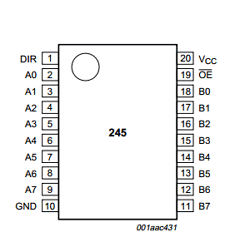 DIR 1 20 VCC
A0 2 19 OE
A1 3 18 B0
A2 4 17 B1
A3 5 16 B2
A4 6 15 B3
A5 7 14 B4
A6 8 13 B5
A7 9 12 B6
GND 10 11 B7
245
001aac431